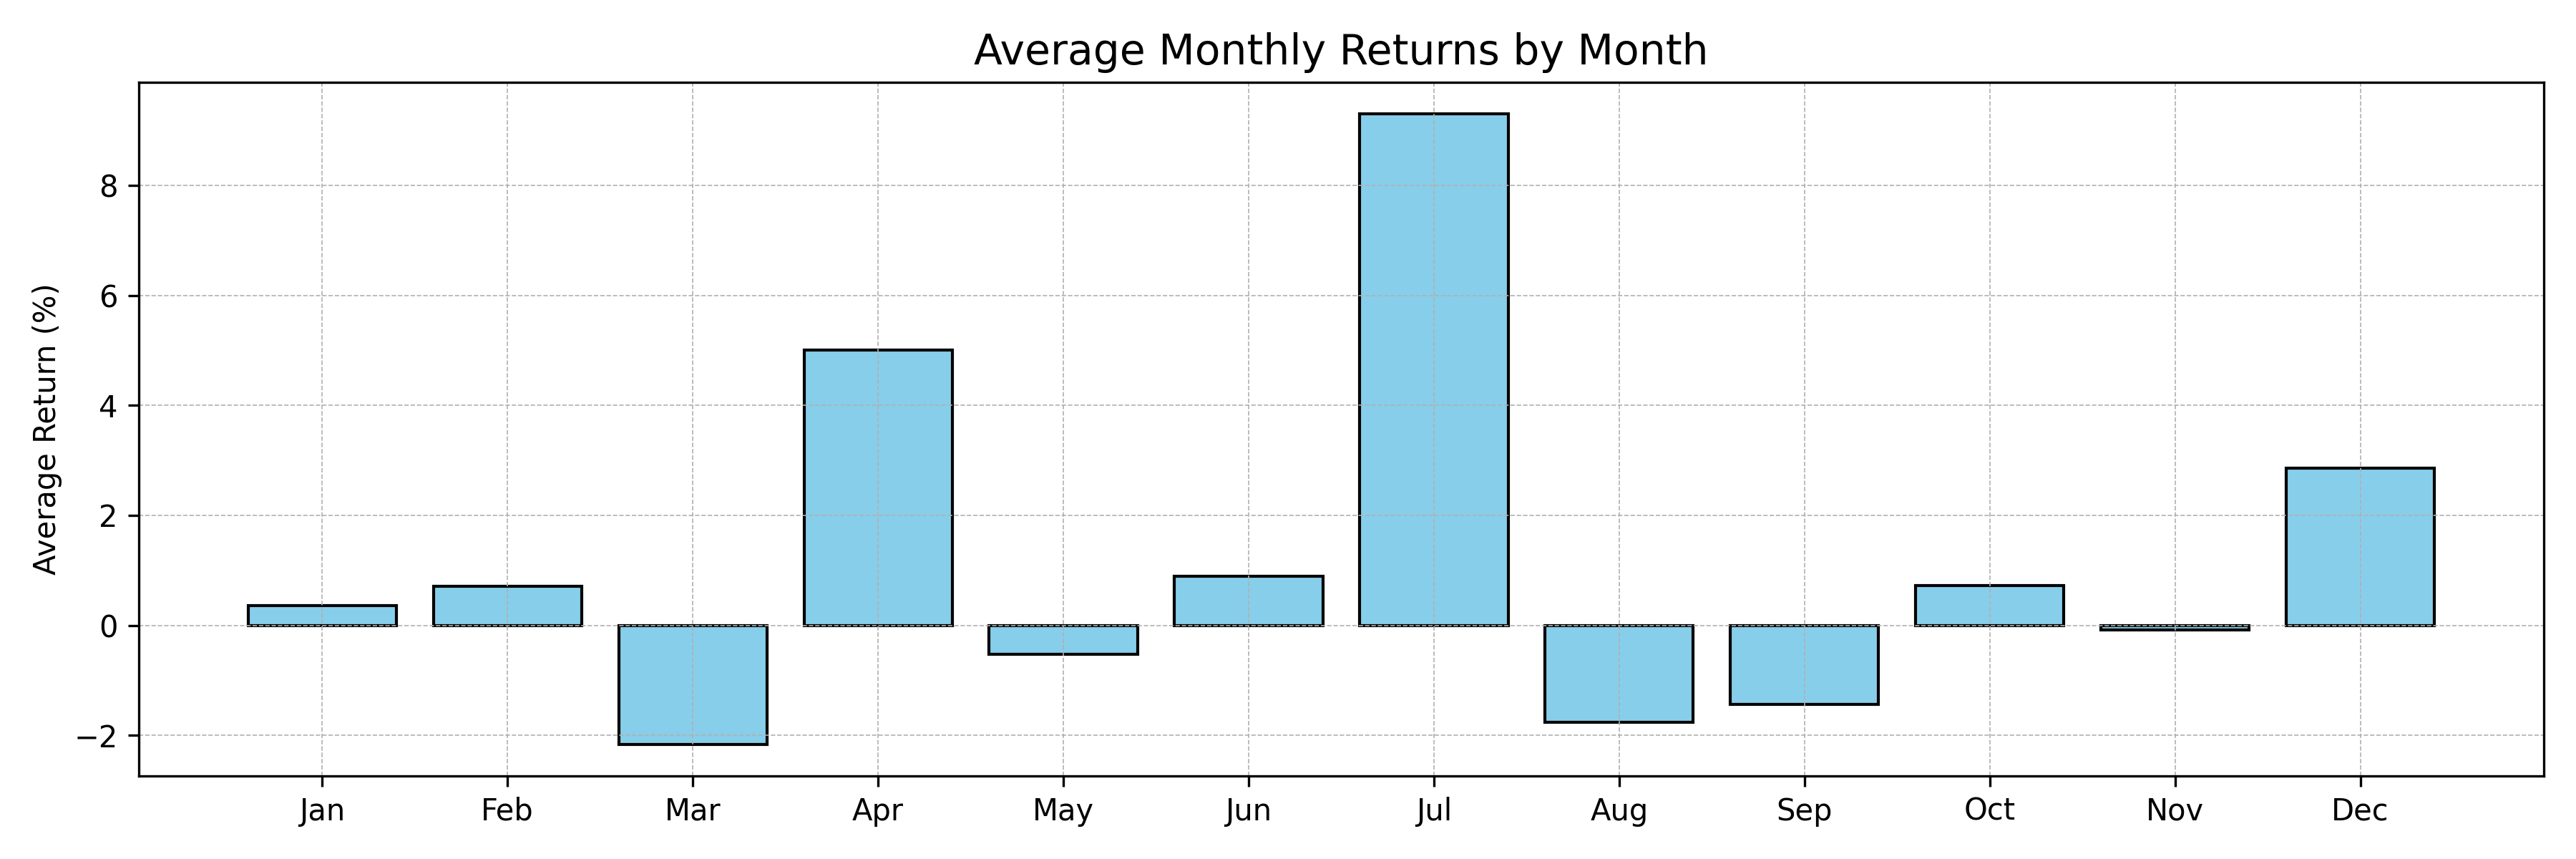 Average Monthly Returns by Month
Average Return (%)
8
6
4
2
0
−2
Jan Feb Mar Apr May Jun Jul Aug Sep Oct Nov Dec